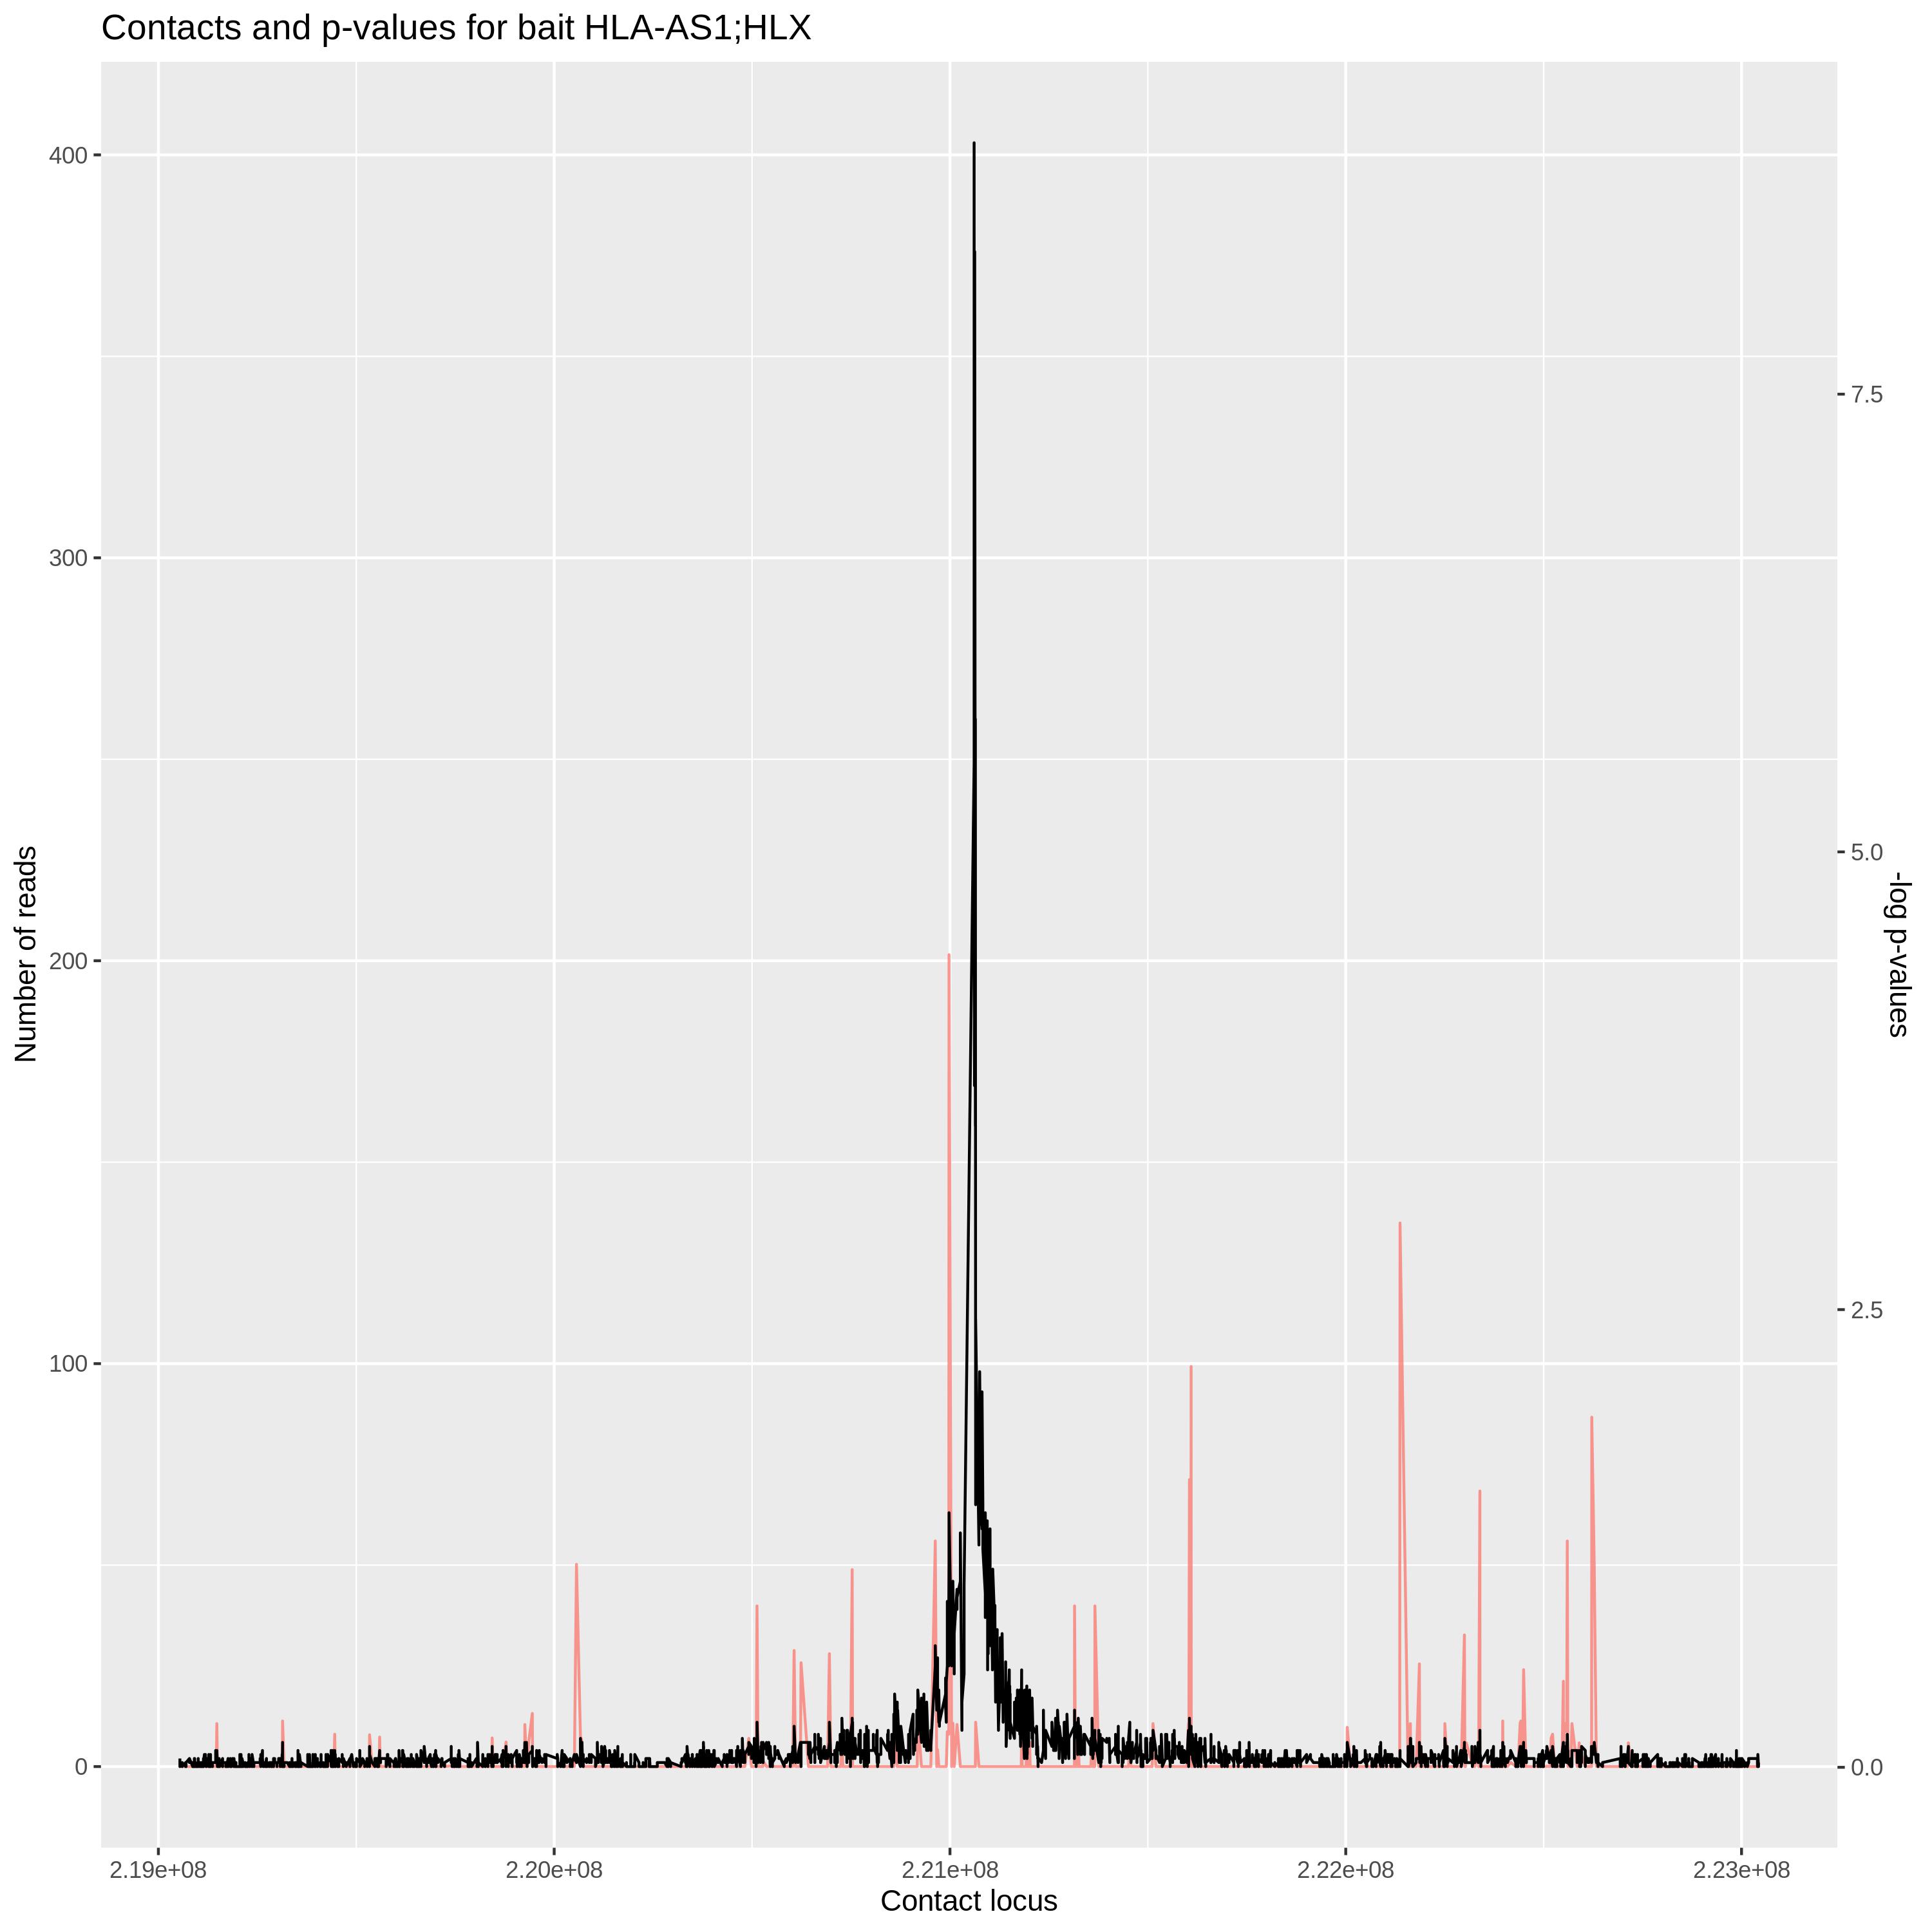 Contacts and p-values for bait HLA-AS1;HLX
400
300
200
100
0
Number of reads
7.5
5.0
2.5
0.0
-log p-values
2.19e+08 2.20e+08 2.21e+08 2.22e+08 2.23e+08
Contact locus